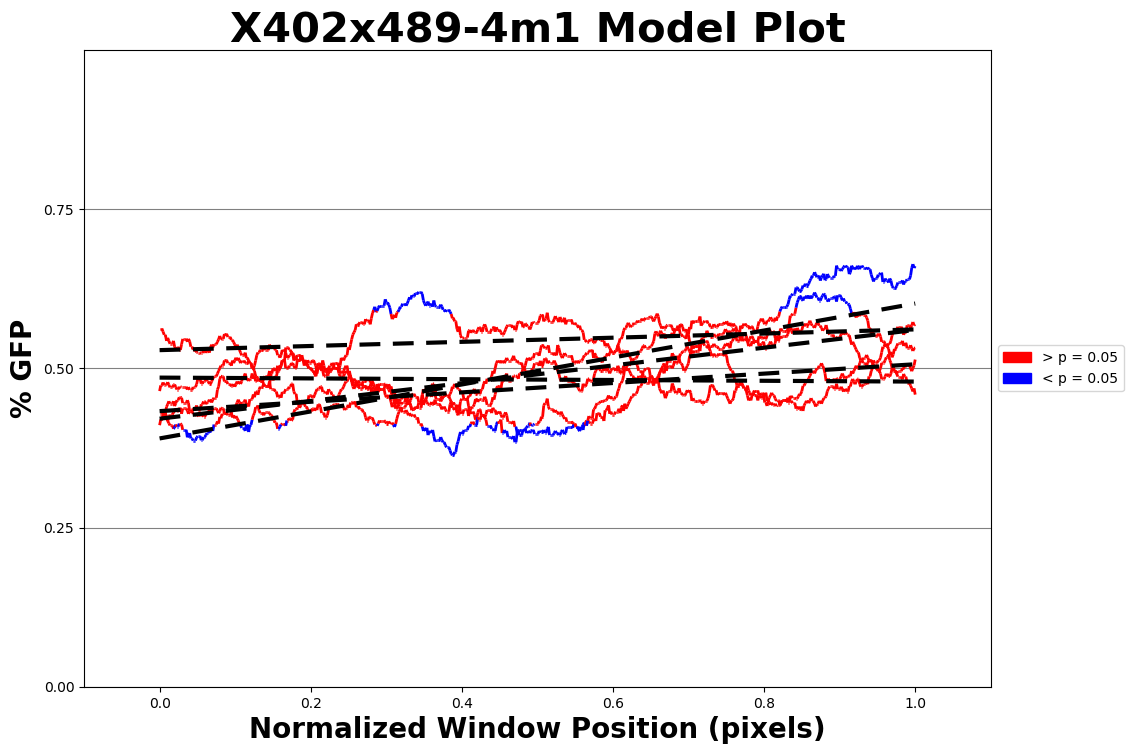 X402x489-4m1 Model Plot
% GFP
0.75
0.50
0.25
0.00
0.0 0.2 0.4 0.6 0.8 1.0
Normalized Window Position (pixels)
> p = 0.05
< p = 0.05